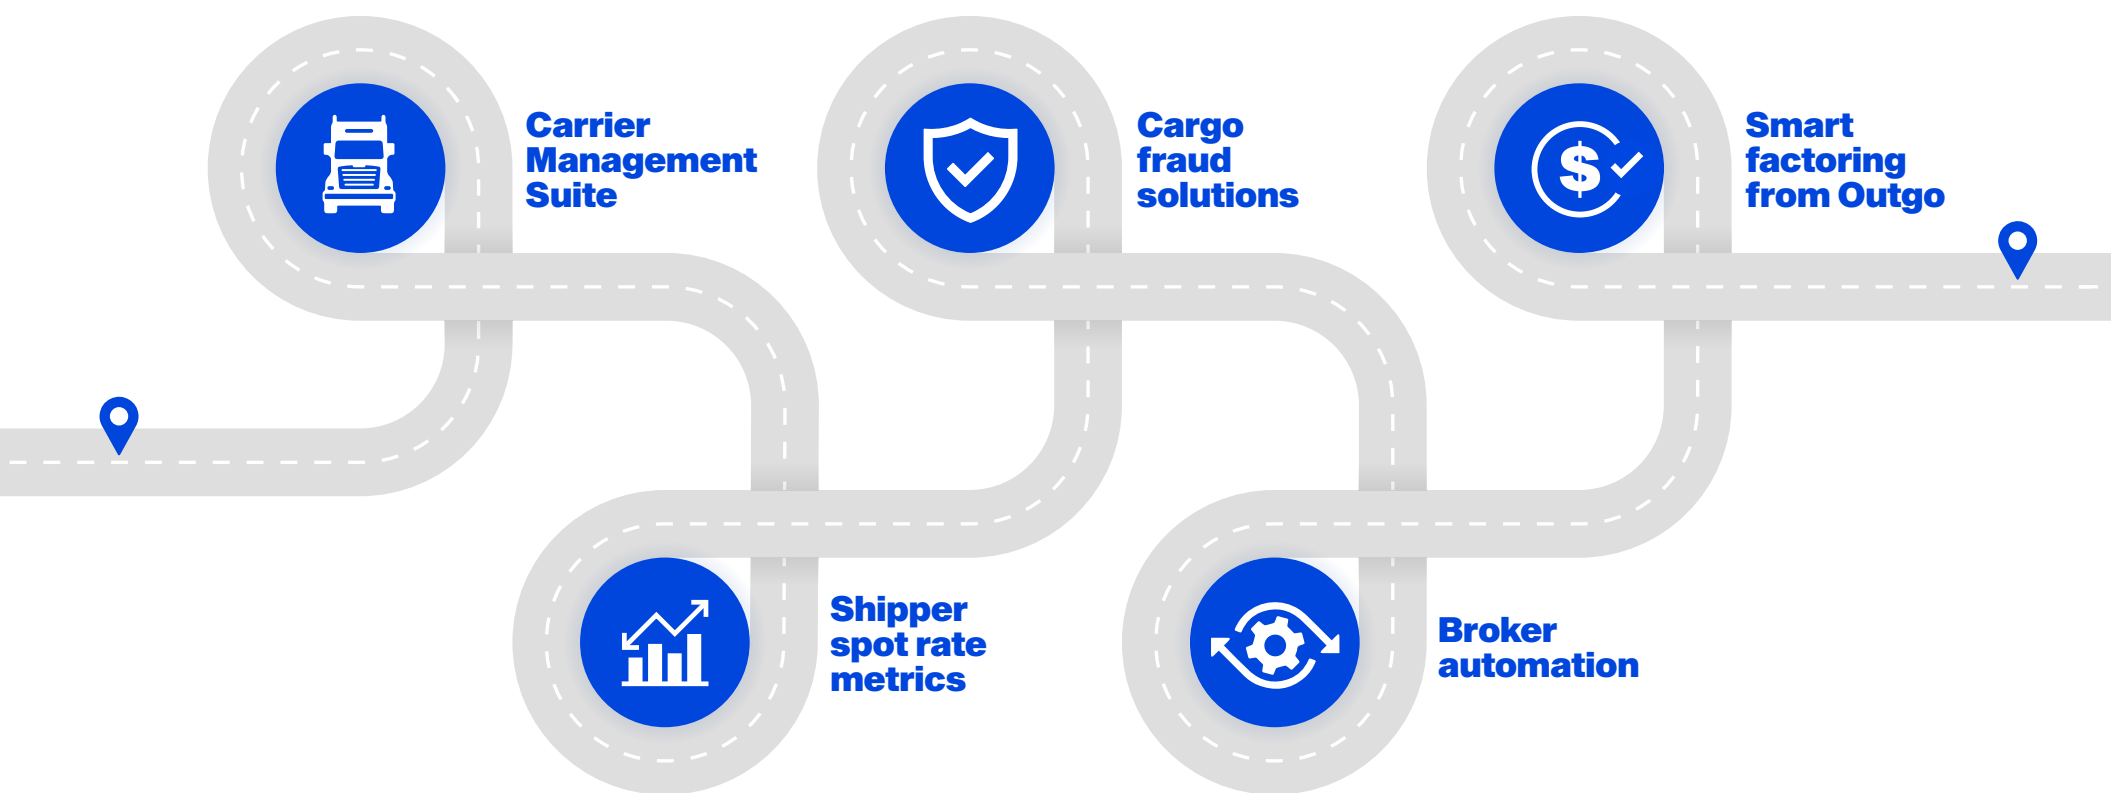 Carrier
Management
Suite
Shipper
spot rate
metrics
Cargo
fraud
solutions
Broker
automation
Smart
factoring
from Outgo